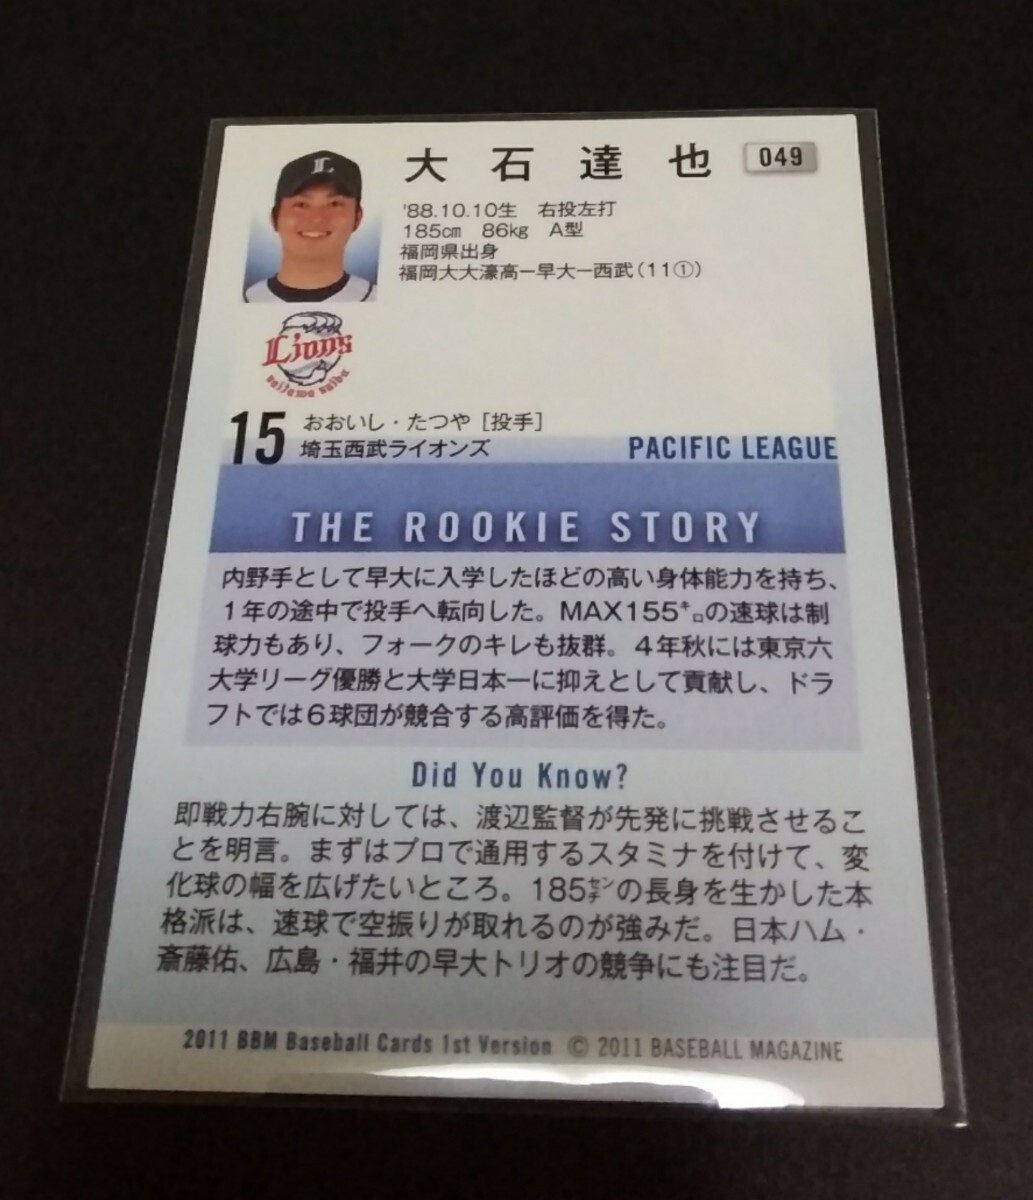 大石達也 049
'88.10.10生 右投左打
185cm 86kg A型
福岡県出身
福岡大大濠高ー早大ー西武(11①)
L
Lions
saitama seibu
15 おおいし・たつや[投手]
埼玉西武ライオンズ PACIFIC LEAGUE
THE ROOKIE STORY
内野手として早大に入学したほどの高い身体能力を持ち、
1年の途中で投手へ転向した。MAX155㌔の速球は制
球力もあり、フォークのキレも抜群。4年秋には東京六
大学リーグ優勝と大学日本一に抑えとして貢献し、ドラ
フトでは6球団が競合する高評価を得た。
Did You Know?
即戦力右腕に対しては、渡辺監督が先発に挑戦させるこ
とを明言。まずはプロで通用するスタミナを付けて、変
化球の幅を広げたいところ。185㌢の長身を生かした本
格派は、速球で空振りが取れるのが強みだ。日本ハム・
斎藤佑、広島・福井の早大トリオの競争にも注目だ。
2011 BBM Baseball Cards 1st Version © 2011 BASEBALL MAGAZINE